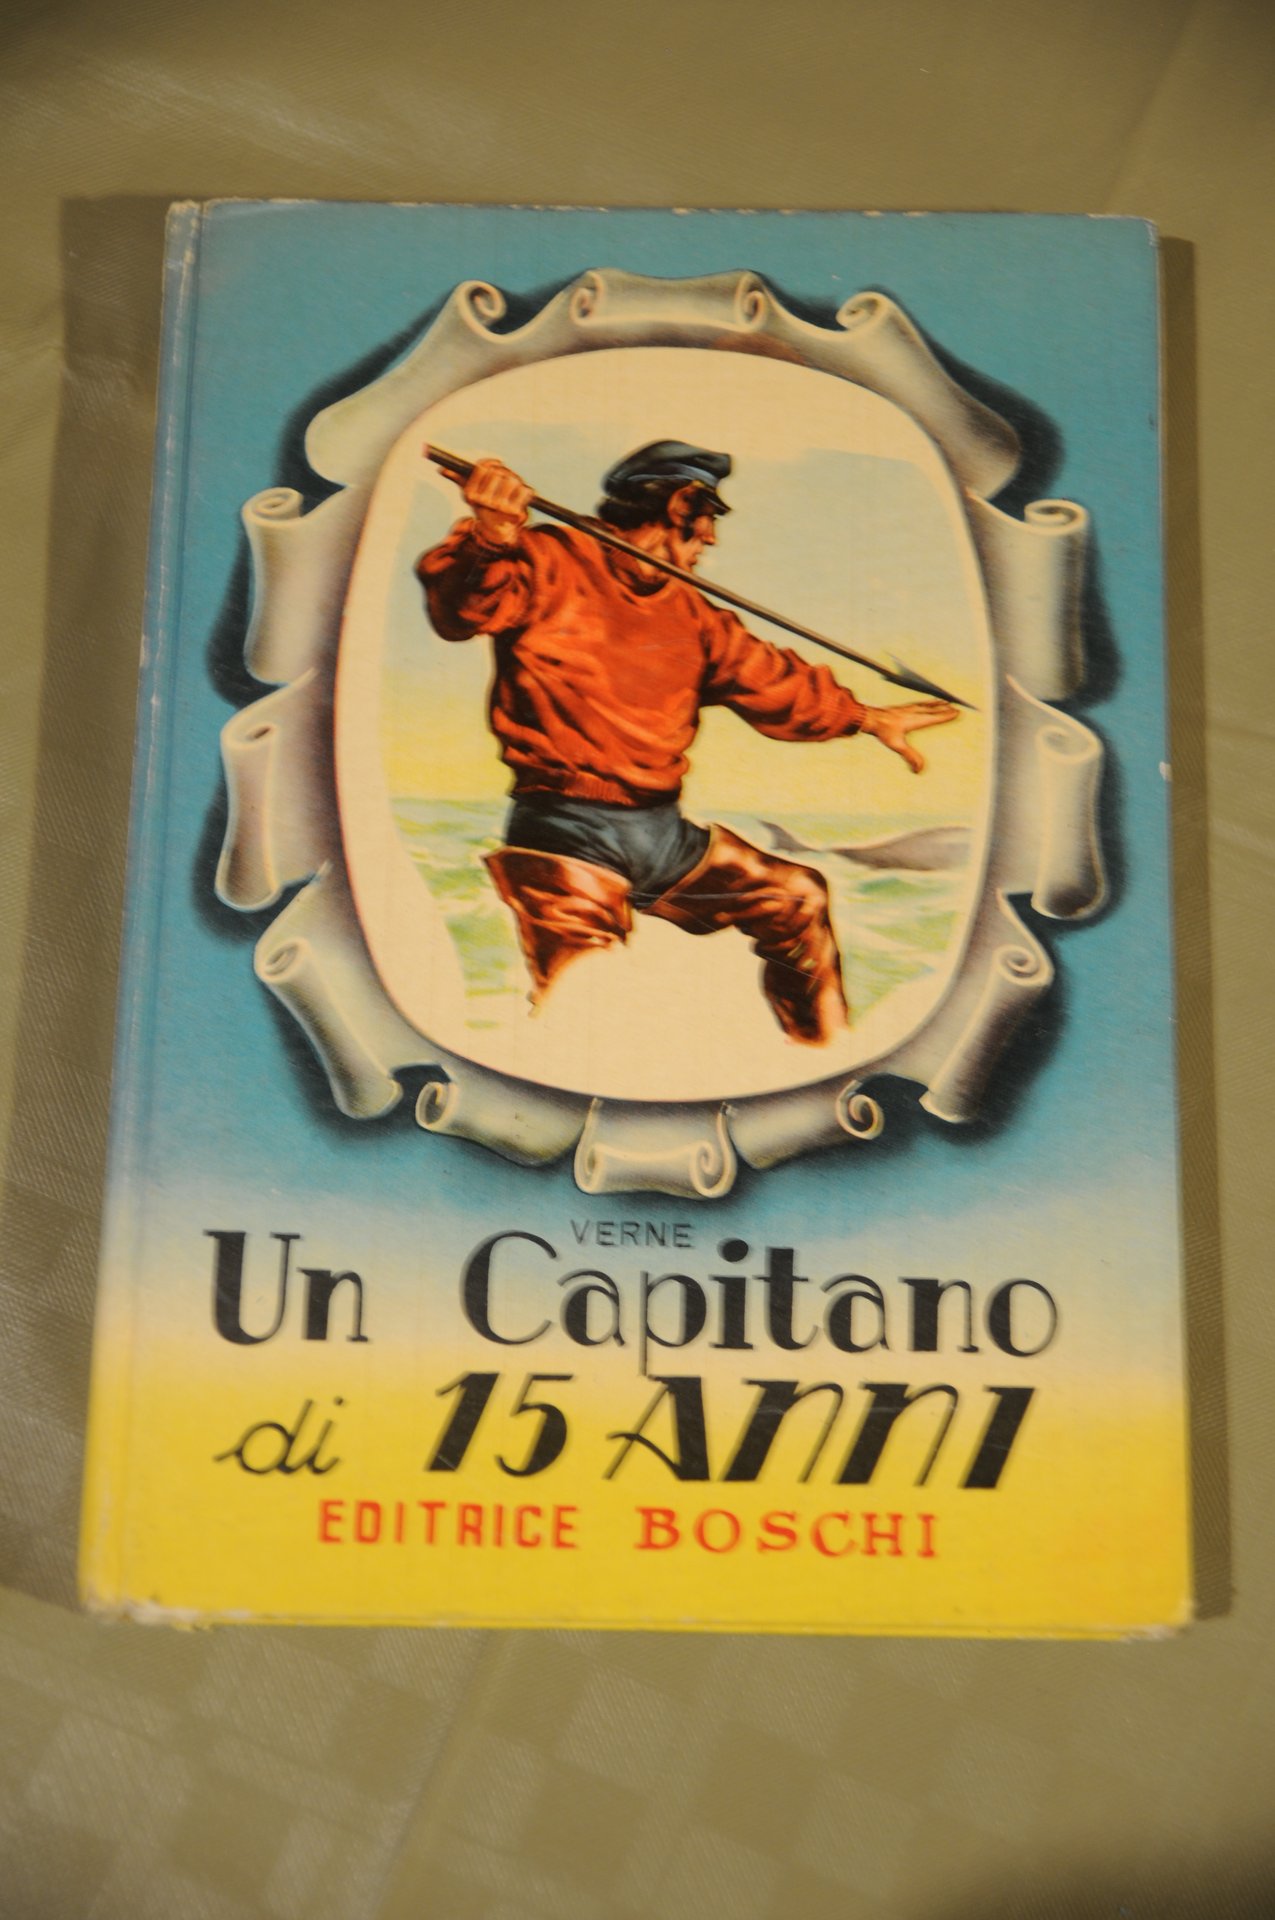 VERNE
Un Capitano
di 15 ANNI
EDITRICE BOSCHI